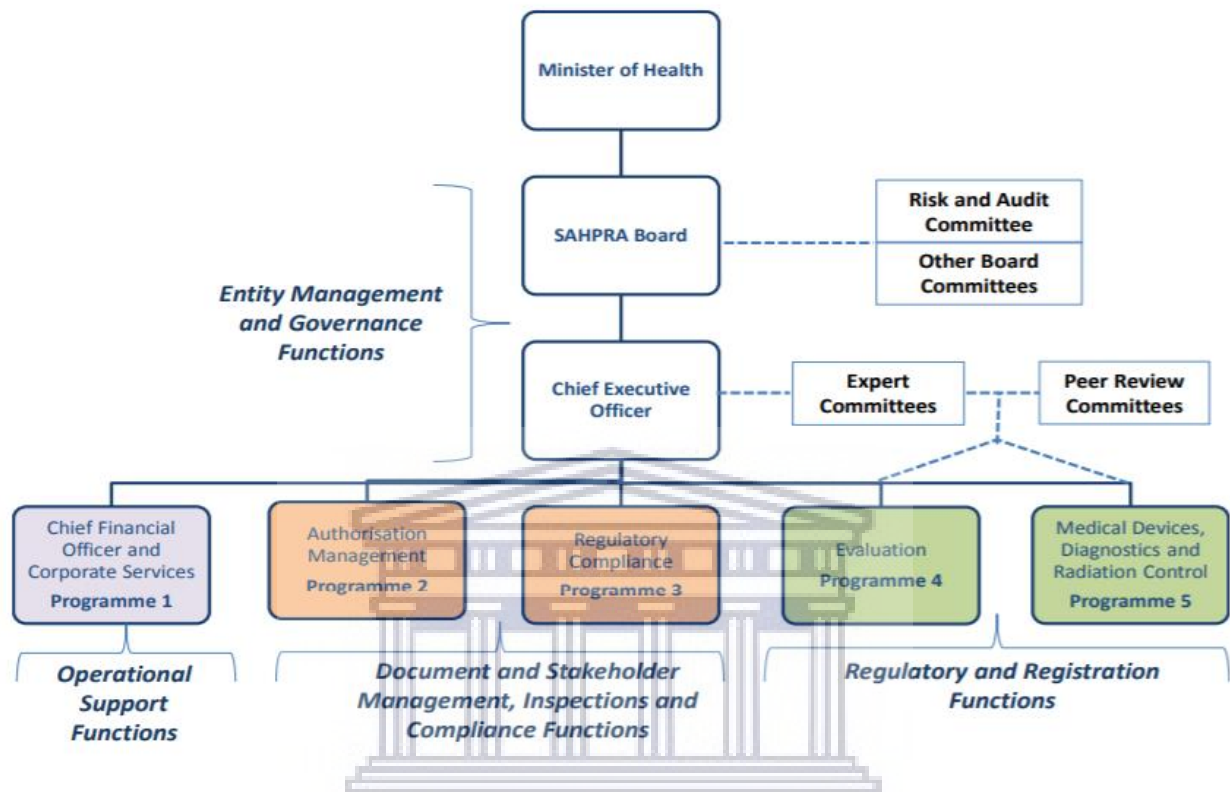 Minister of Health
SAHPRA Board
Risk and Audit
Committee
Other Board
Committees
Entity Management
and Governance
Functions
Chief Executive
Officer
Expert
Committees
Peer Review
Committees
Chief Financial
Officer and
Corporate Services
Programme 1
Authorisation
Management
Programme 2
Regulatory
Compliance
Programme 3
Evaluation
Programme 4
Medical Devices,
Diagnostics and
Radiation Control
Programme 5
Operational
Support
Functions
Document and Stakeholder
Management, Inspections and
Compliance Functions
Regulatory and Registration
Functions